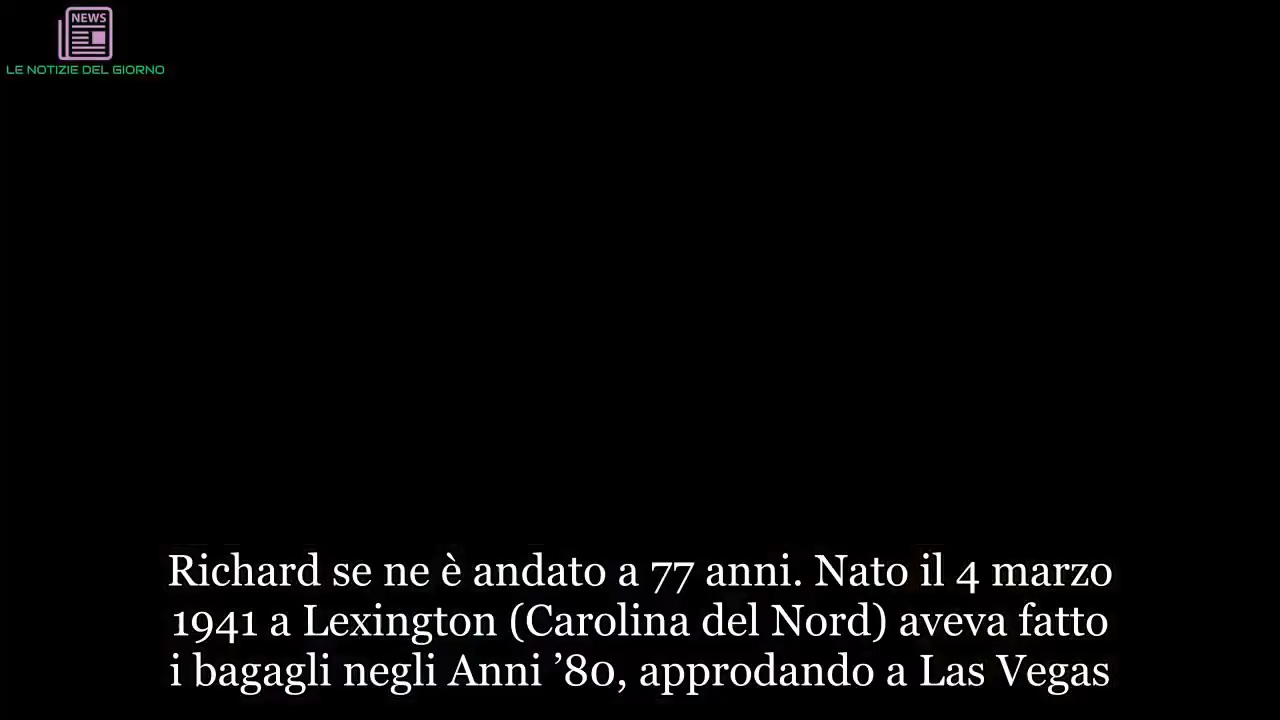 NEWS
LE NOTIZIE DEL GIORNO
Richard se ne è andato a 77 anni. Nato il 4 marzo
1941 a Lexington (Carolina del Nord) aveva fatto
i bagagli negli Anni ’80, approdando a Las Vegas